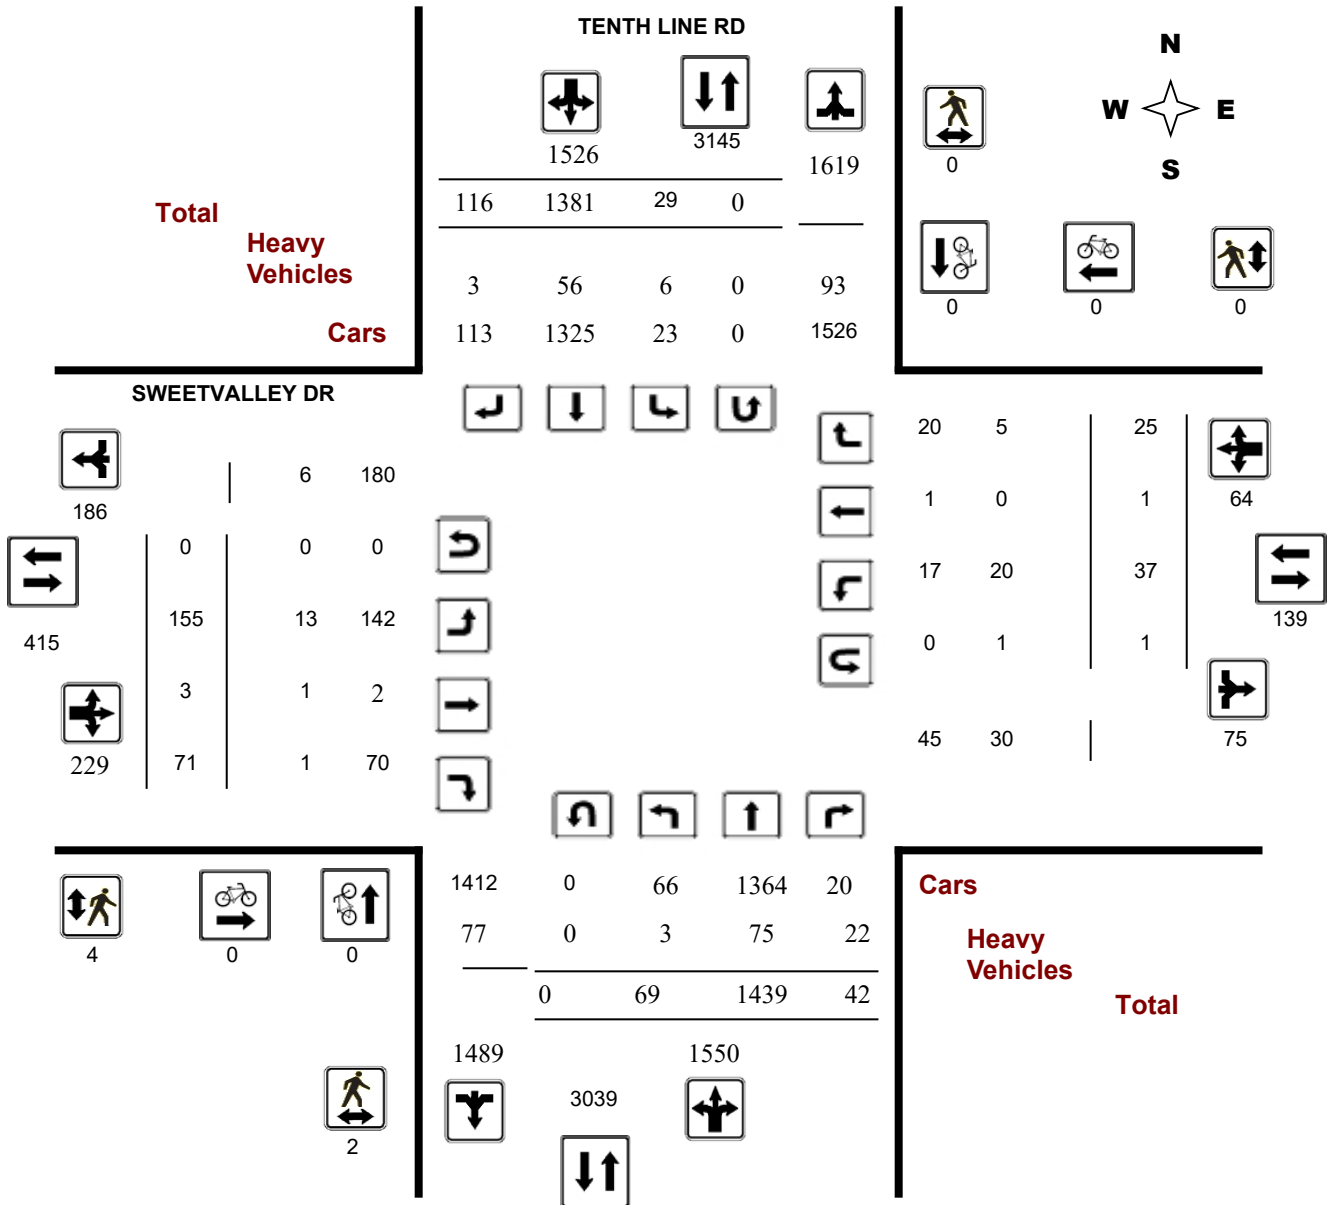 TENTH LINE RD
N
W E
S
1526 3145 1619 0
116 1381 29 0
Total
Heavy
Vehicles
3 56 6 0 93
0 0 0
Cars 113 1325 23 0 1526
SWEETVALLEY DR
20 5 25
6 180
186
1 0 1 64
0 0 0
17 20 37
155 13 142
139
415
0 1 1
3 1 2
45 30 75
229 71 1 70
1412 0 66 1364 20 Cars
77 0 3 75 22 Heavy
Vehicles
4 0 0
0 69 1439 42 Total
1489 1550
3039
2